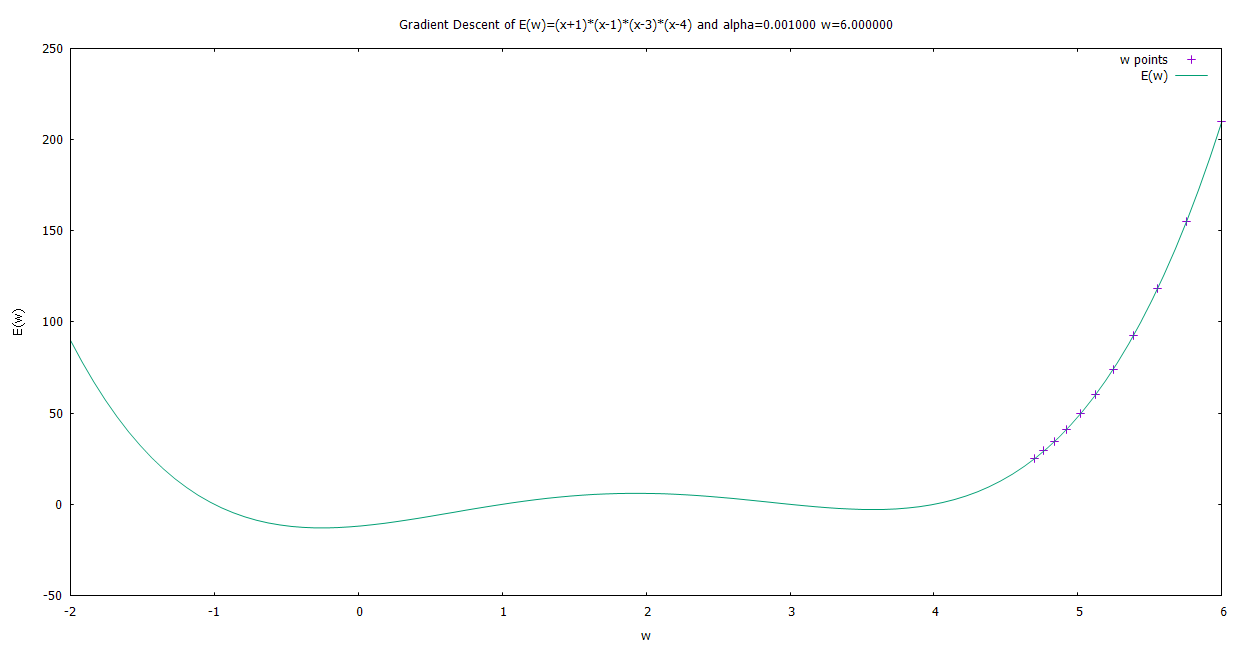 Gradient Descent of E(w)=(x+1)*(x-1)*(x-3)*(x-4) and alpha=0.001000 w=6.000000
w points
E(w)
250
200
150
100
50
0
-50
E(w)
-2 -1 0 1 2 3 4 5 6
w